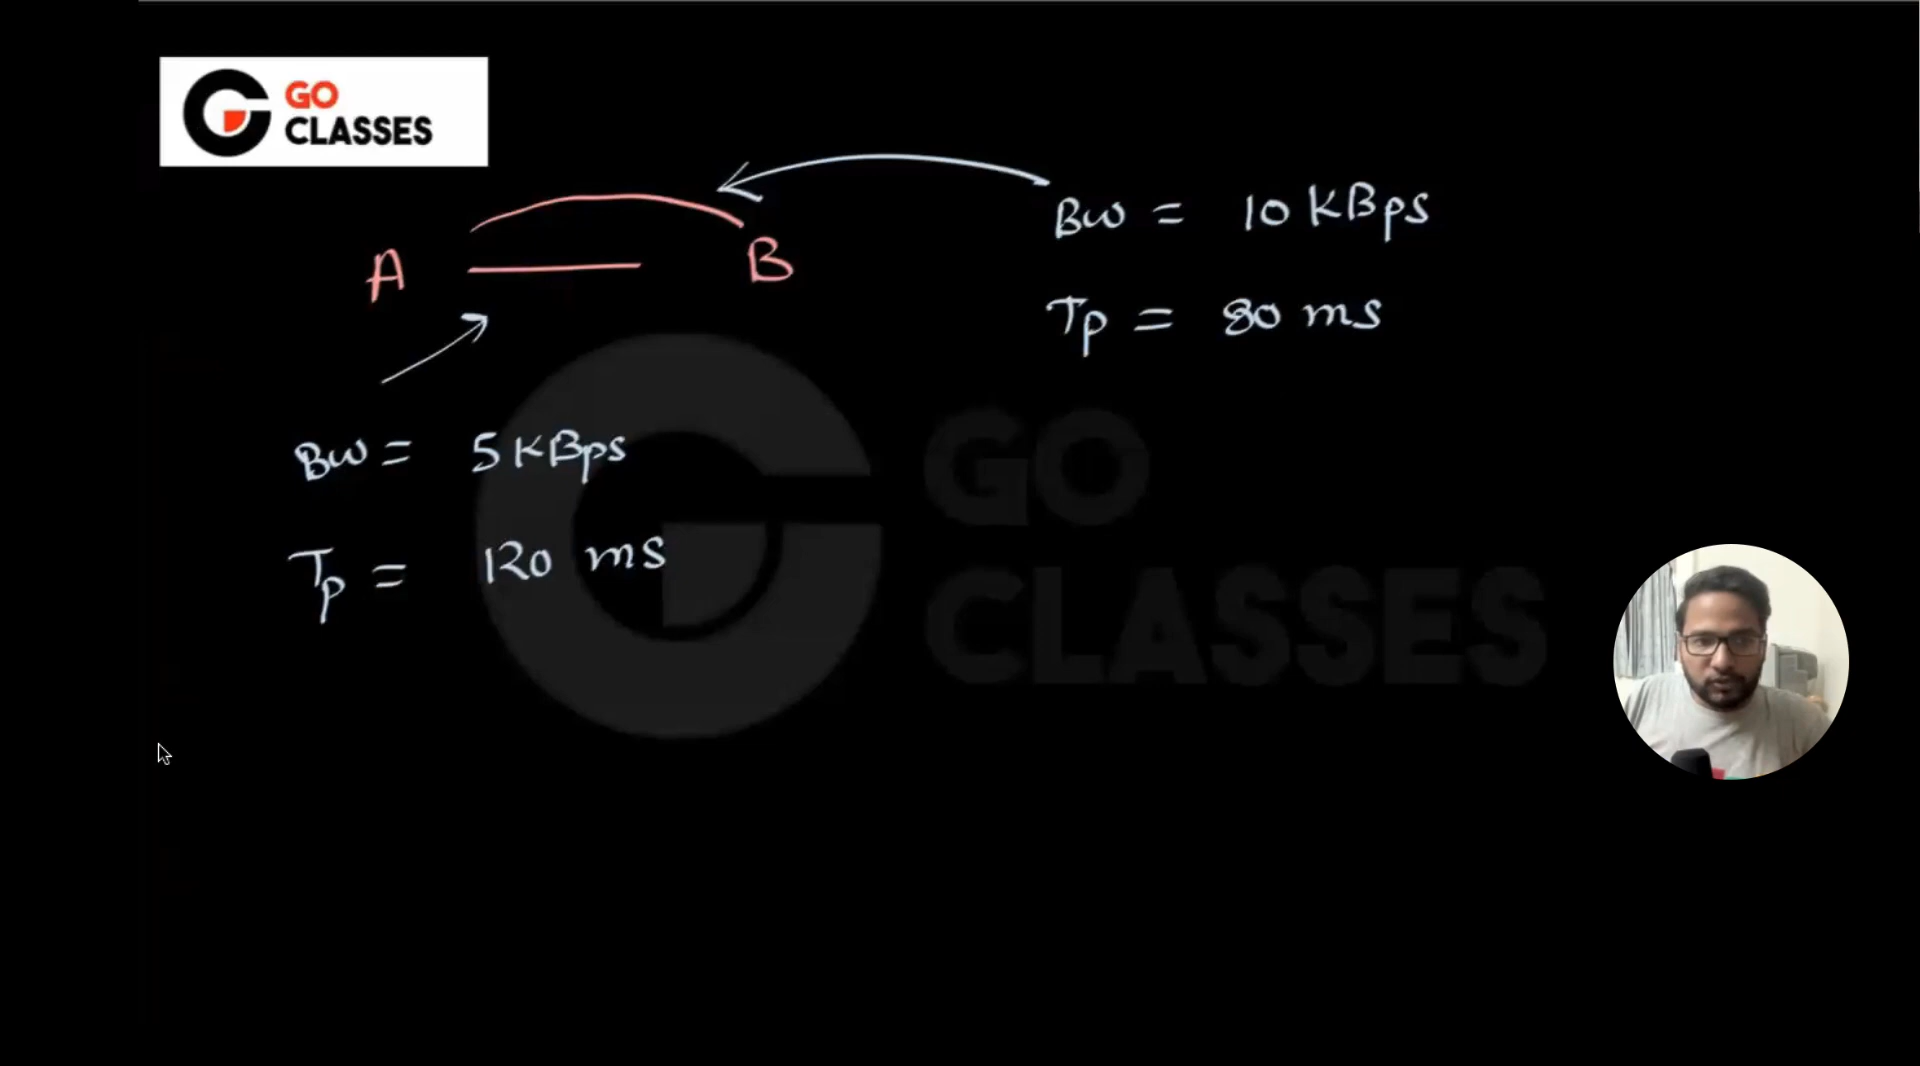 GO
CLASSES
A B
BW = 10 KBps
Tp = 80 ms
BW = 5 KBps
Tp = 120 ms
GO
CLASSES